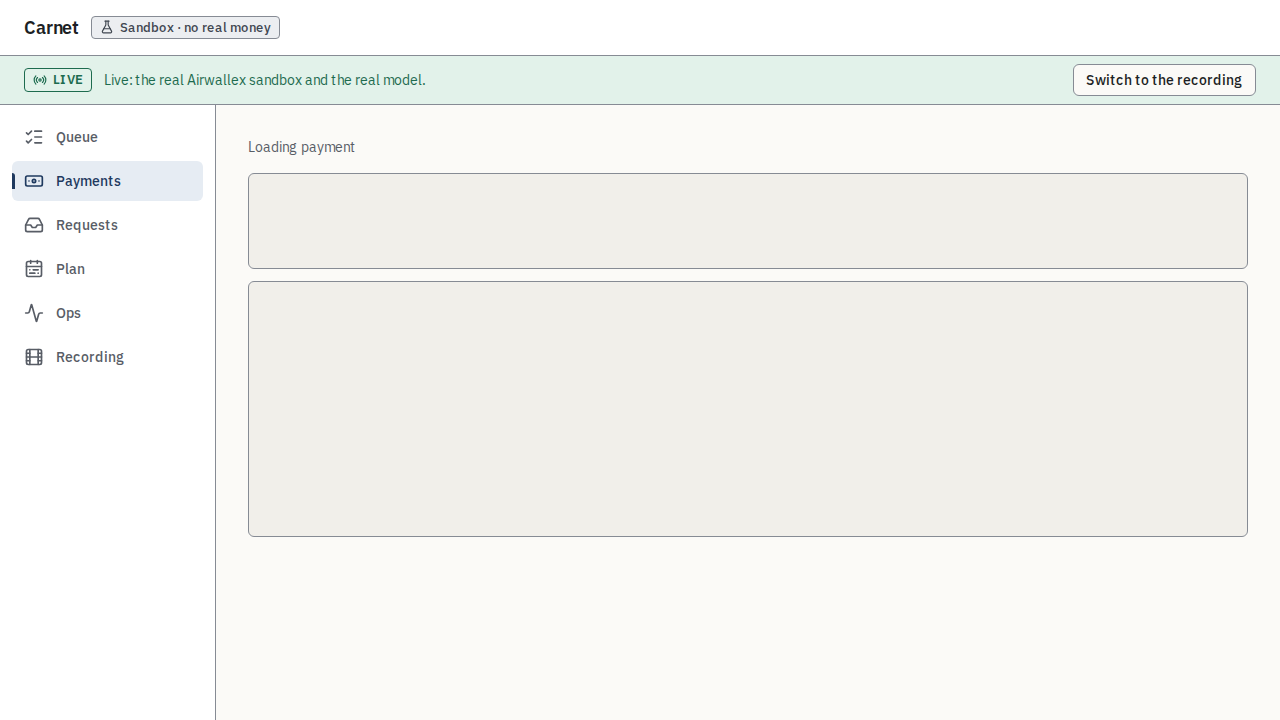 Carnet
Sandbox · no real money
LIVE
Live: the real Airwallex sandbox and the real model.
Switch to the recording
Queue
Payments
Requests
Plan
Ops
Recording
Loading payment